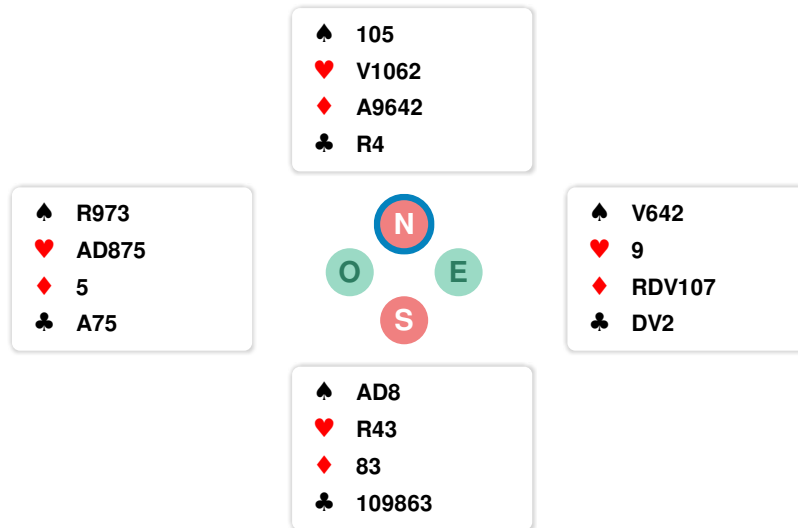 ♠ 105
♥ V1062
♦ A9642
♣ R4
♠ R973
♥ AD875
♦ 5
♣ A75
N
O E
S
♠ V642
♥ 9
♦ RDV107
♣ DV2
♠ AD8
♥ R43
♦ 83
♣ 109863